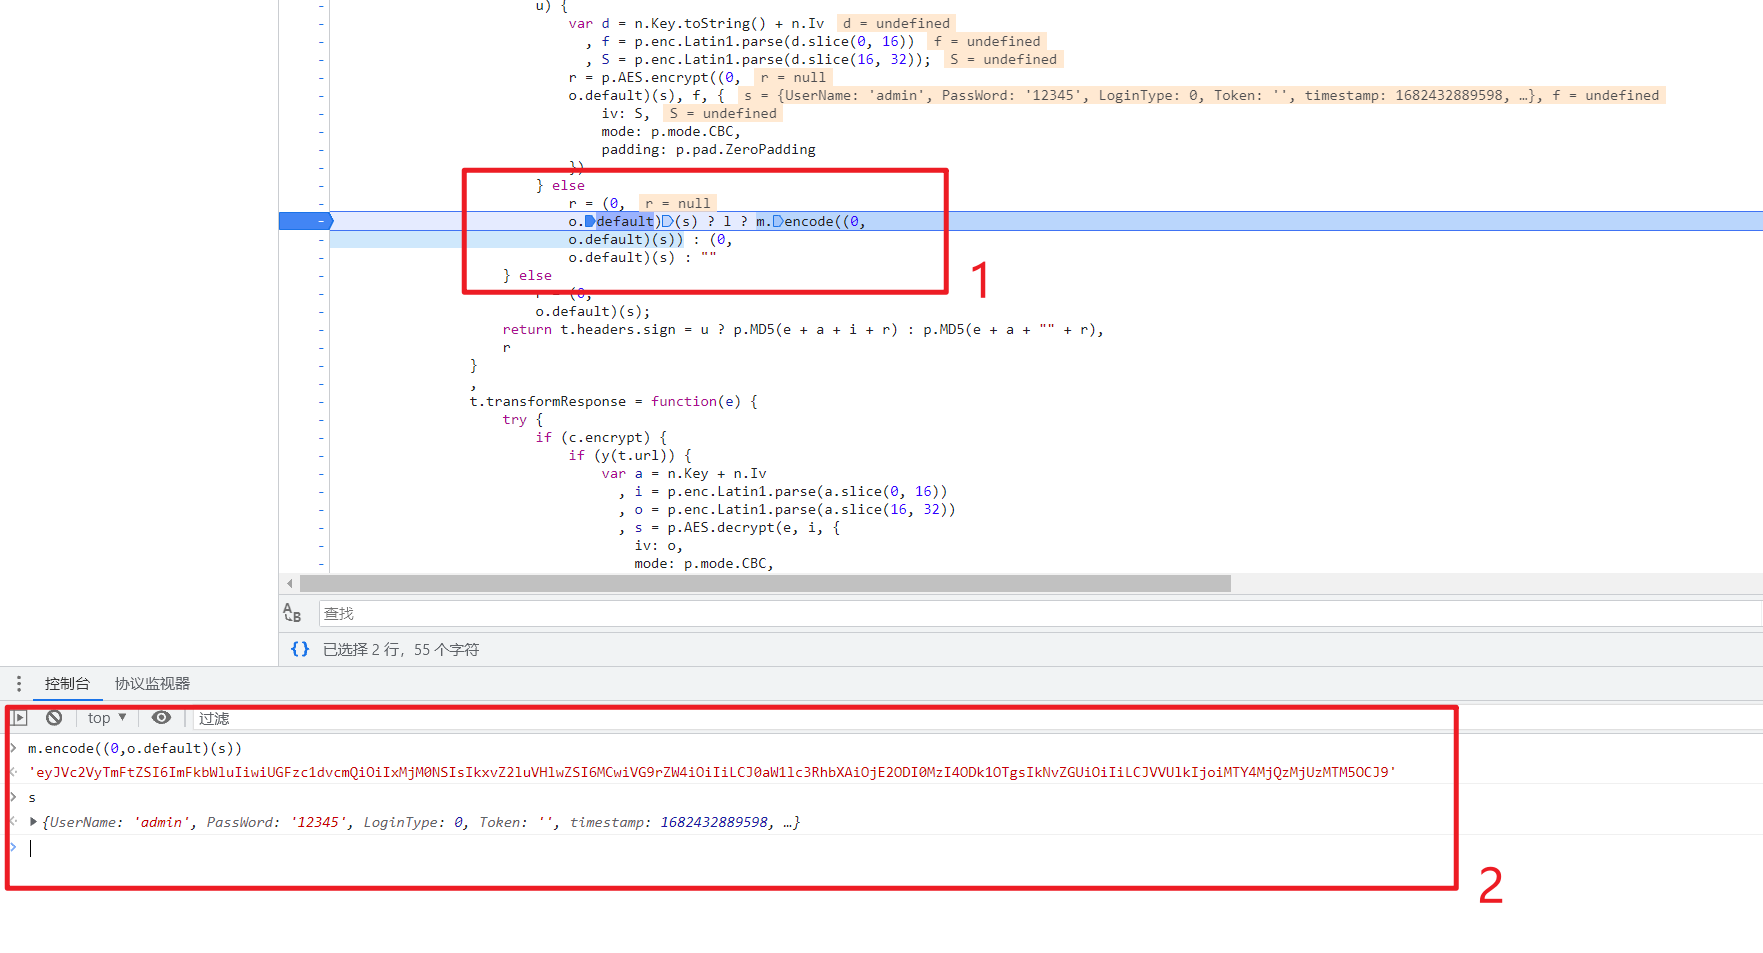 u) {
var d = n.Key.toString() + n.Iv d = undefined
, f = p.enc.Latin1.parse(d.slice(0, 16)) f = undefined
, S = p.enc.Latin1.parse(d.slice(16, 32)); S = undefined
r = p.AES.encrypt((0, r = null
o.default)(s), f, { s = {UserName: 'admin', PassWord: '12345', LoginType: 0, Token: '', timestamp: 1682432889598, …}, f = undefined
iv: S, S = undefined
mode: p.mode.CBC,
padding: p.pad.ZeroPadding
})
} else
r = (0, r = null
o.default)(s) ? l ? m.encode((0,
o.default)(s)) : (0,
o.default)(s) : ""
} else
r = (0,
o.default)(s);
return t.headers.sign = u ? p.MD5(e + a + i + r) : p.MD5(e + a + "" + r),
r
}
,
t.transformResponse = function(e) {
try {
if (c.encrypt) {
if (y(t.url)) {
var a = n.Key + n.Iv
, i = p.enc.Latin1.parse(a.slice(0, 16))
, o = p.enc.Latin1.parse(a.slice(16, 32))
, s = p.AES.decrypt(e, i, {
iv: o,
mode: p.mode.CBC,
1
查找
{} 已选择 2 行，55 个字符
控制台 协议监视器
top ▼ 过滤
> m.encode((0,o.default)(s))
'eyJVc2VyTmFtZSI6ImFkbWluIiwiUGFzc1dvcmQiOiIxMjM0NSIsIkxvZ2luVHlwZSI6MCwiVG9rZW4iOiIiLCJ0aW1lc3RhbXAiOjE2ODI0MzI4ODk1OTgsIkNvZGUiOiIiLCJVVUlkIjoiMTY4MjQzMjUzMTM5OCJ9'
> s
{UserName: 'admin', PassWord: '12345', LoginType: 0, Token: '', timestamp: 1682432889598, …}
>
2